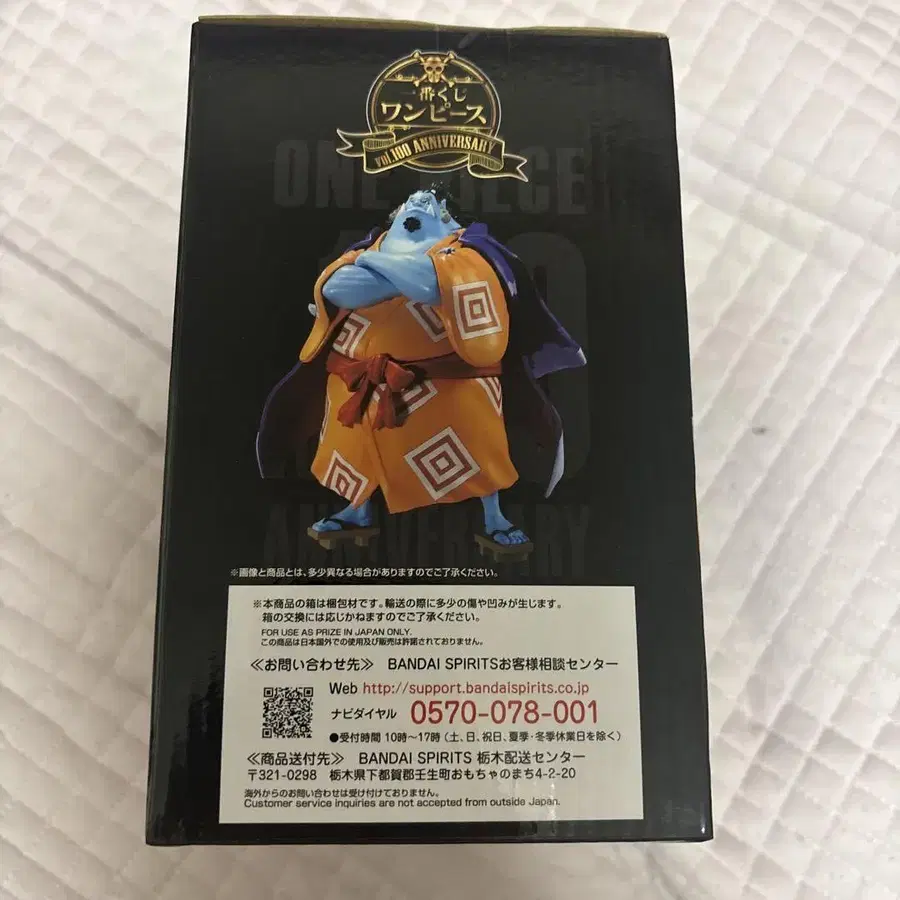 一番くじ
ワンピース
vol.100 ANNIVERSARY
ONE PIECE
100
ANNIVERSARY
※画像と商品とは、多少異なる場合がありますのでご了承ください。
※本商品の箱は梱包材です。輸送の際に多少の傷や凹みが生じます。
箱の交換には応じかねますのでご了承ください。
FOR USE AS PRIZE IN JAPAN ONLY.
この商品は日本国外での使用及び販売は許諾されておりません。
≪お問い合わせ先≫ BANDAI SPIRITSお客様相談センター
Web http://support.bandaispirits.co.jp
ナビダイヤル 0570-078-001
●受付時間 10時〜17時(土、日、祝日、夏季・冬季休業日を除く)
≪商品送付先≫ BANDAI SPIRITS 栃木配送センター
〒321-0298 栃木県下都賀郡壬生町おもちゃのまち4-2-20
海外からのお問い合わせは受け付けておりません。
Customer service inquiries are not accepted from outside Japan.